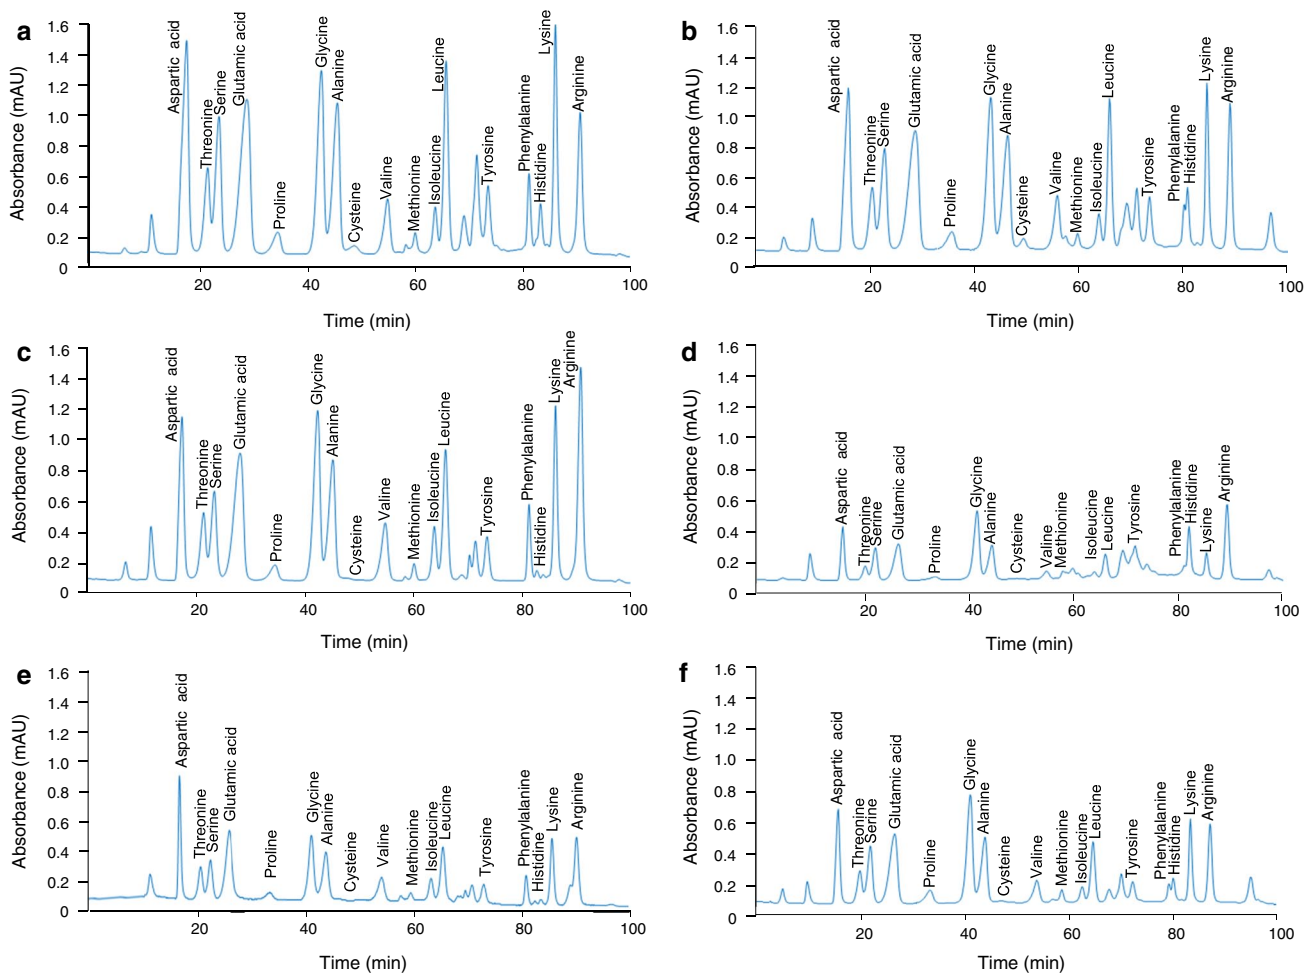 a
Absorbance (mAU)
1.6
1.4
1.2
1.0
0.8
0.6
0.4
0.2
0
Aspartic acid
Threonine
Serine
Glutamic acid
Proline
Glycine
Alanine
Cysteine
Valine
Methionine
Isoleucine
Leucine
Tyrosine
Phenylalanine
Histidine
Lysine
Arginine
20
40
60
80
100
Time (min)
b
Absorbance (mAU)
1.6
1.4
1.2
1.0
0.8
0.6
0.4
0.2
0
Aspartic acid
Threonine
Serine
Glutamic acid
Proline
Glycine
Alanine
Cysteine
Valine
Methionine
Isoleucine
Leucine
Tyrosine
Phenylalanine
Histidine
Lysine
Arginine
20
40
60
80
100
Time (min)
c
Absorbance (mAU)
1.6
1.4
1.2
1.0
0.8
0.6
0.4
0.2
0
Aspartic acid
Threonine
Serine
Glutamic acid
Proline
Glycine
Alanine
Cysteine
Valine
Methionine
Isoleucine
Leucine
Tyrosine
Phenylalanine
Histidine
Lysine
Arginine
20
40
60
80
100
Time (min)
d
Absorbance (mAU)
1.6
1.4
1.2
1.0
0.8
0.6
0.4
0.2
0
Aspartic acid
Threonine
Serine
Glutamic acid
Proline
Glycine
Alanine
Cysteine
Valine
Methionine
Isoleucine
Leucine
Tyrosine
Phenylalanine
Histidine
Lysine
Arginine
20
40
60
80
100
Time (min)
e
Absorbance (mAU)
1.6
1.4
1.2
1.0
0.8
0.6
0.4
0.2
0
Aspartic acid
Threonine
Serine
Glutamic acid
Proline
Glycine
Alanine
Cysteine
Valine
Methionine
Isoleucine
Leucine
Tyrosine
Phenylalanine
Histidine
Lysine
Arginine
20
40
60
80
100
Time (min)
f
Absorbance (mAU)
1.6
1.4
1.2
1.0
0.8
0.6
0.4
0.2
0
Aspartic acid
Threonine
Serine
Glutamic acid
Proline
Glycine
Alanine
Cysteine
Valine
Methionine
Isoleucine
Leucine
Tyrosine
Phenylalanine
Histidine
Lysine
Arginine
20
40
60
80
100
Time (min)